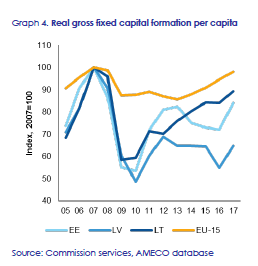 Graph 4. Real gross fixed capital formation per capita
110
100
90
80
70
60
50
40
Index, 2007=100
05 06 07 08 09 10 11 12 13 14 15 16 17
EE LV LT EU-15
Source: Commission services, AMECO database